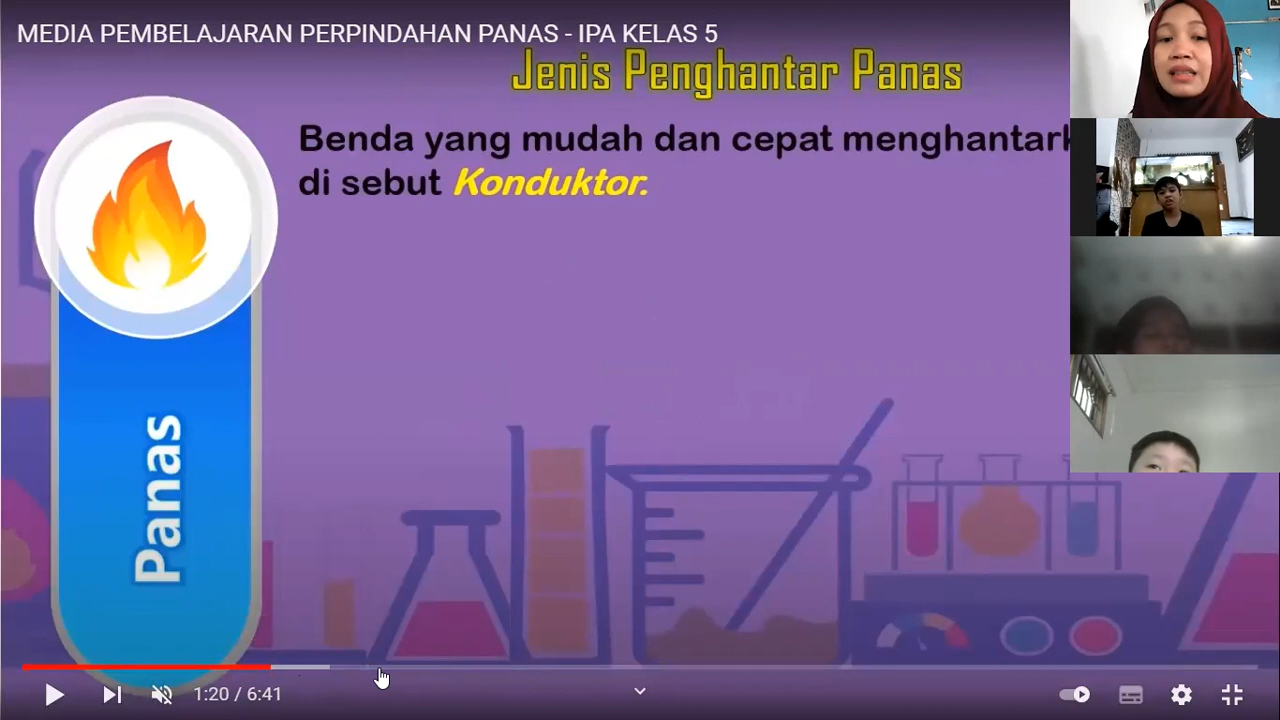 MEDIA PEMBELAJARAN PERPINDAHAN PANAS - IPA KELAS 5
Jenis Penghantar Panas
Benda yang mudah dan cepat menghantark
di sebut Konduktor.
Panas
1:20 / 6:41